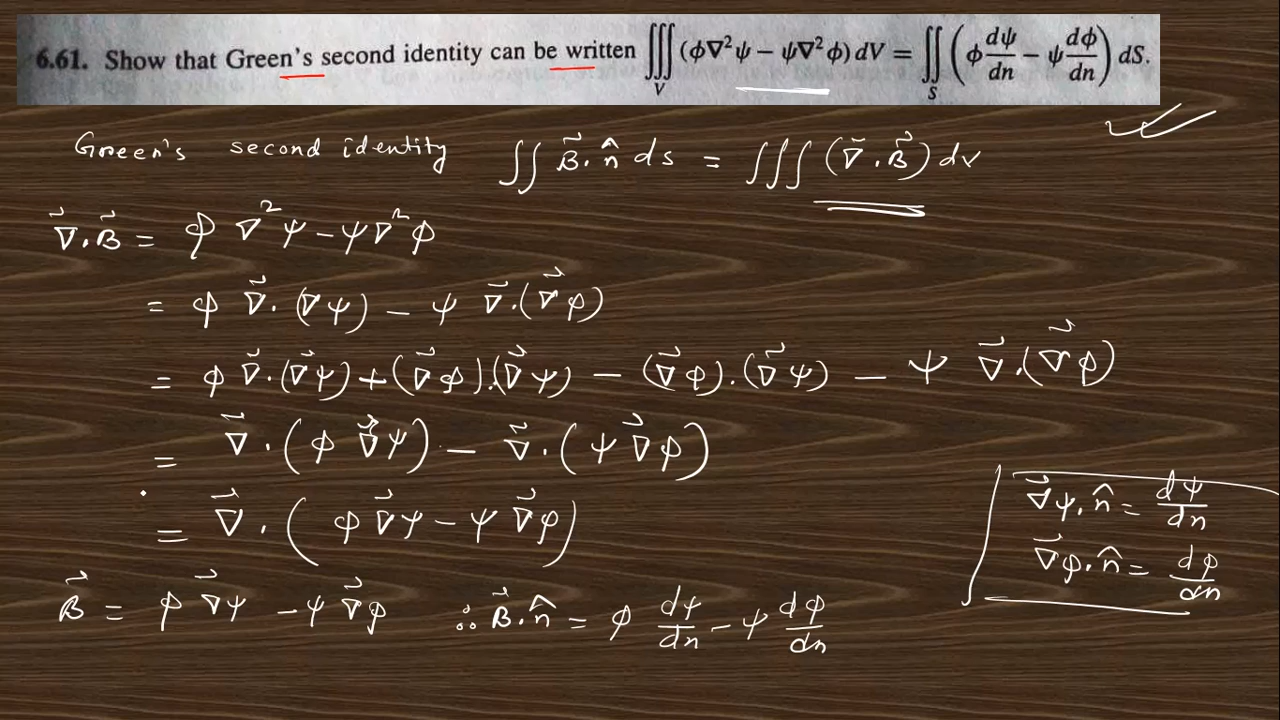 6.61. Show that Green's second identity can be written ∭_V (ϕ∇²ψ − ψ∇²ϕ) dV = ∬_S (ϕ dψ/dn − ψ dϕ/dn) dS.
Green's second identity ∬ B⃗ . n̂ ds = ∭ (∇⃗ . B⃗) dv
∇⃗ . B⃗ = ϕ ∇²ψ − ψ∇²ϕ
= ϕ ∇⃗ . (∇ψ) − ψ ∇⃗ . (∇⃗ϕ)
= ϕ ∇⃗ . (∇⃗ψ) + (∇⃗ϕ) . (∇⃗ψ) − (∇⃗ϕ) . (∇⃗ψ) − ψ ∇⃗ . (∇⃗ϕ)
= ∇⃗ . (ϕ ∇⃗ψ) − ∇⃗ . (ψ ∇⃗ϕ)
= ∇⃗ . (ϕ ∇⃗ψ − ψ ∇⃗ϕ)
∇⃗ψ . n̂ = dψ/dn
∇⃗ϕ . n̂ = dϕ/dn
B⃗ = ϕ ∇⃗ψ − ψ ∇⃗ϕ ∴ B⃗ . n̂ = ϕ dψ/dn − ψ dϕ/dn